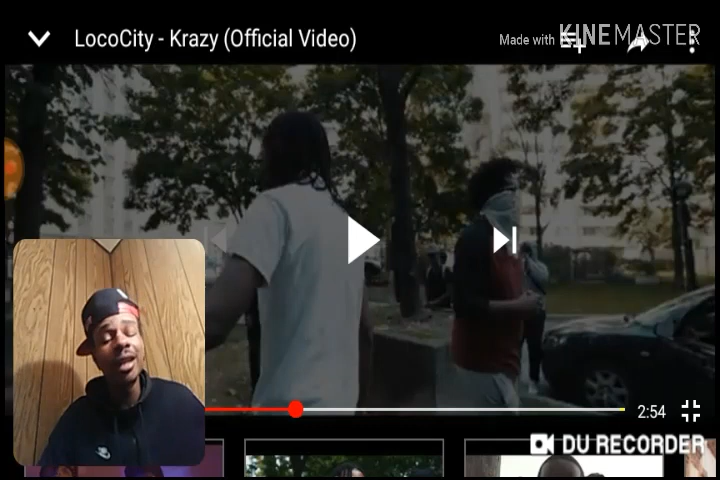 LocoCity - Krazy (Official Video)
Made with KINEMASTER
2:54
DU RECORDER